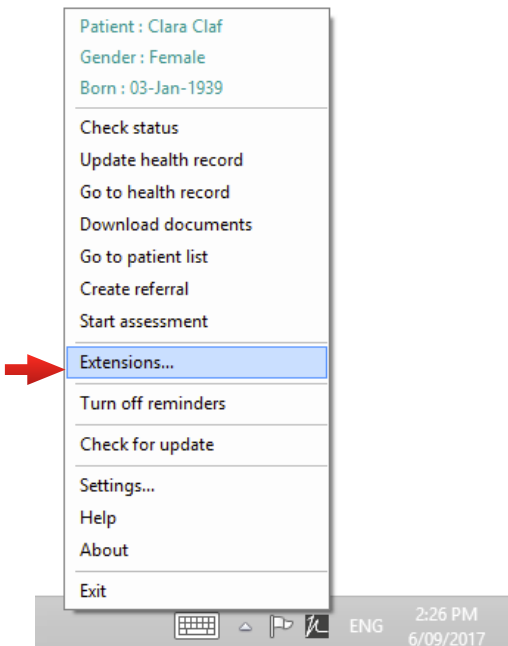 Patient : Clara Claf
Gender : Female
Born : 03-Jan-1939
Check status
Update health record
Go to health record
Download documents
Go to patient list
Create referral
Start assessment
Extensions...
Turn off reminders
Check for update
Settings...
Help
About
Exit
ENG
2:26 PM
6/09/2017